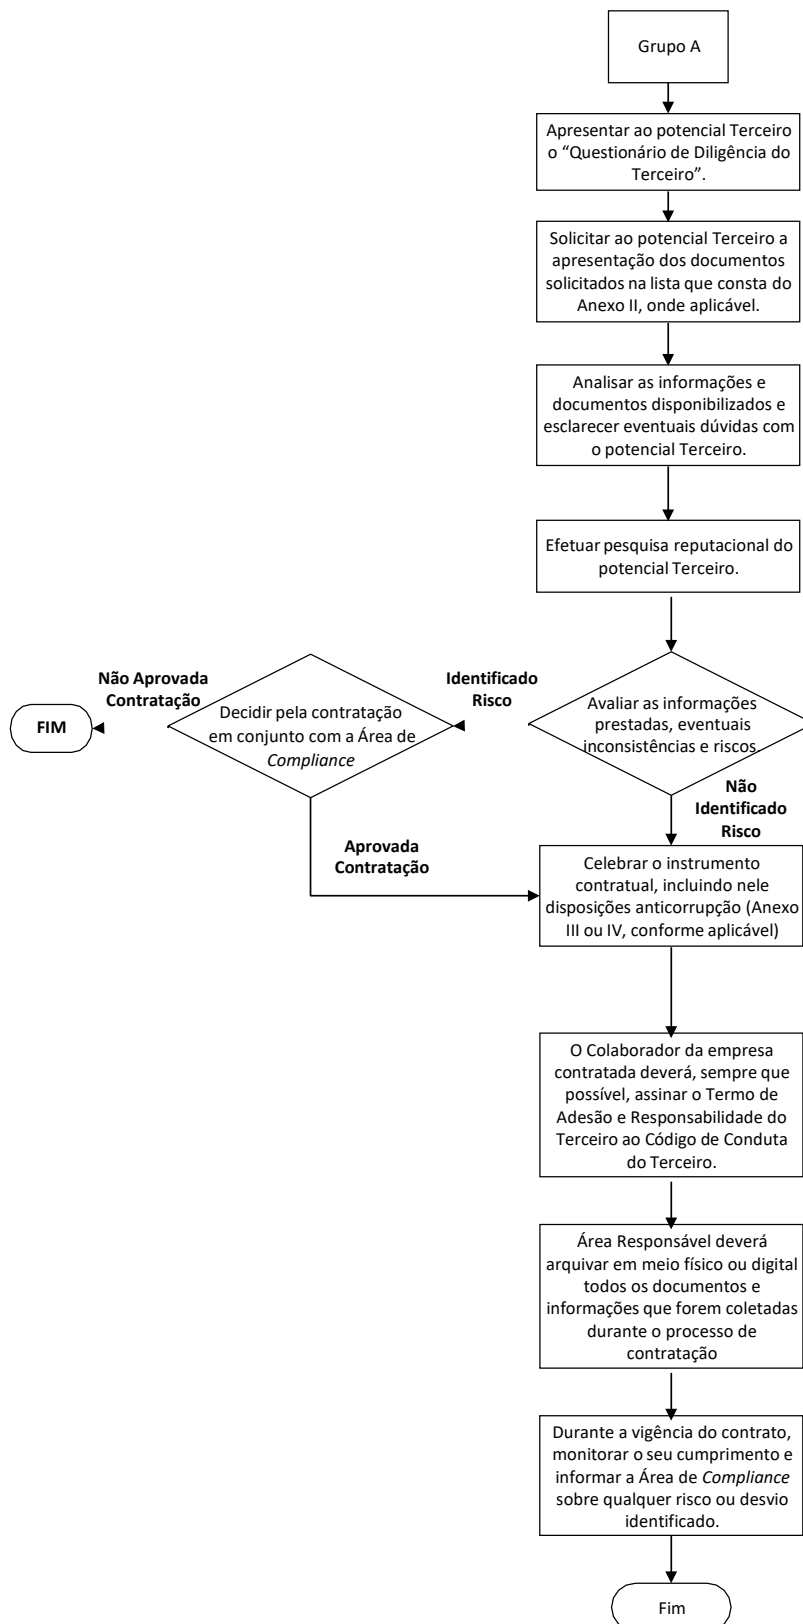 Grupo A
Apresentar ao potencial Terceiro
o “Questionário de Diligência do
Terceiro”.
Solicitar ao potencial Terceiro a
apresentação dos documentos
solicitados na lista que consta do
Anexo II, onde aplicável.
Analisar as informações e
documentos disponibilizados e
esclarecer eventuais dúvidas com
o potencial Terceiro.
Efetuar pesquisa reputacional do
potencial Terceiro.
Avaliar as informações
prestadas, eventuais
inconsistências e riscos.
Identificado
Risco
Decidir pela contratação
em conjunto com a Área de
Compliance
Não Aprovada
Contratação
FIM
Não
Identificado
Risco
Aprovada
Contratação
Celebrar o instrumento
contratual, incluindo nele
disposições anticorrupção (Anexo
III ou IV, conforme aplicável)
O Colaborador da empresa
contratada deverá, sempre que
possível, assinar o Termo de
Adesão e Responsabilidade do
Terceiro ao Código de Conduta
do Terceiro.
Área Responsável deverá
arquivar em meio físico ou digital
todos os documentos e
informações que forem coletadas
durante o processo de
contratação
Durante a vigência do contrato,
monitorar o seu cumprimento e
informar a Área de Compliance
sobre qualquer risco ou desvio
identificado.
Fim